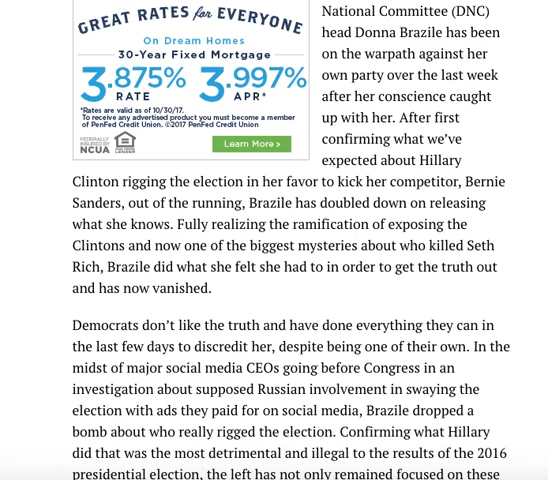 GREAT RATES for EVERYONE
On Dream Homes
30-Year Fixed Mortgage
3.875% 3.997%
RATE APR*
*Rates are valid as of 10/30/17.
To receive any advertised product you must become a member
of PenFed Credit Union. ©2017 PenFed Credit Union
FEDERALLY
INSURED BY
NCUA
Learn More >
National Committee (DNC)
head Donna Brazile has been
on the warpath against her
own party over the last week
after her conscience caught
up with her. After first
confirming what we've
expected about Hillary
Clinton rigging the election in her favor to kick her competitor, Bernie
Sanders, out of the running, Brazile has doubled down on releasing
what she knows. Fully realizing the ramification of exposing the
Clintons and now one of the biggest mysteries about who killed Seth
Rich, Brazile did what she felt she had to in order to get the truth out
and has now vanished.
Democrats don't like the truth and have done everything they can in
the last few days to discredit her, despite being one of their own. In the
midst of major social media CEOs going before Congress in an
investigation about supposed Russian involvement in swaying the
election with ads they paid for on social media, Brazile dropped a
bomb about who really rigged the election. Confirming what Hillary
did that was the most detrimental and illegal to the results of the 2016
presidential election, the left has not only remained focused on these